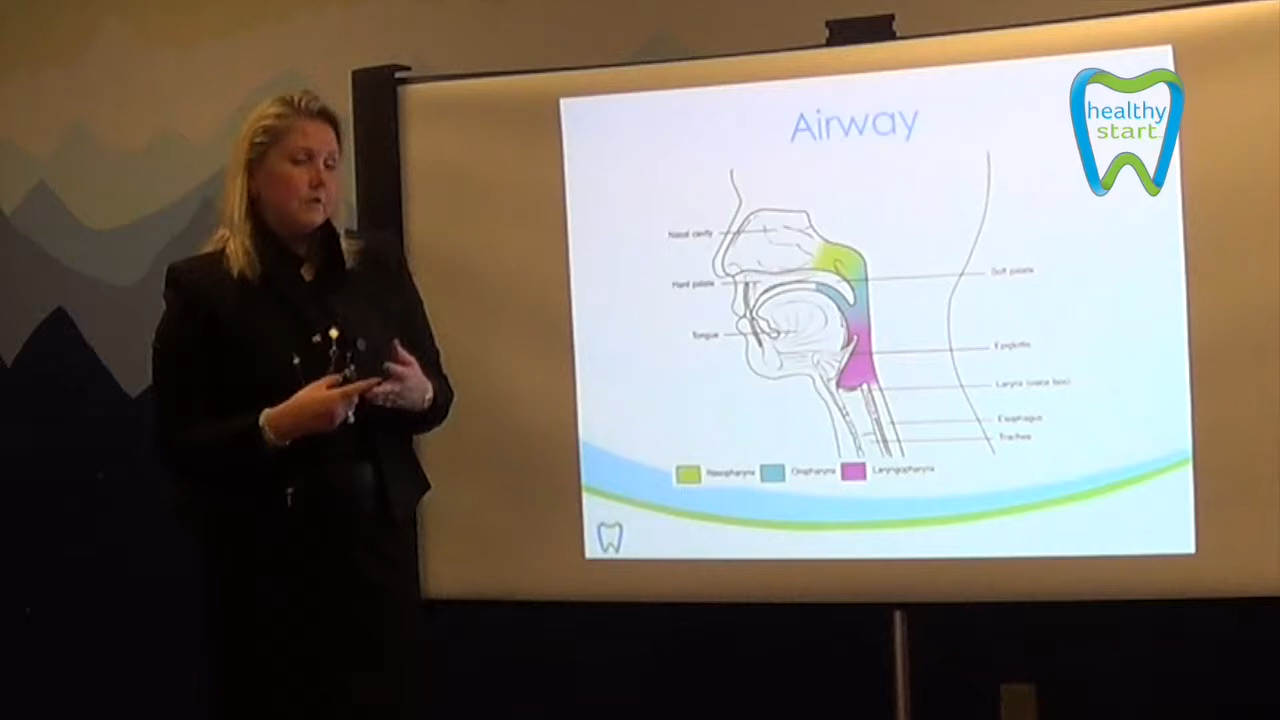 Airway
healthy
start
Nasal cavity
Hard palate
Tongue
Soft palate
Epiglottis
Larynx (voice box)
Esophagus
Trachea
Nasopharynx
Oropharynx
Laryngopharynx